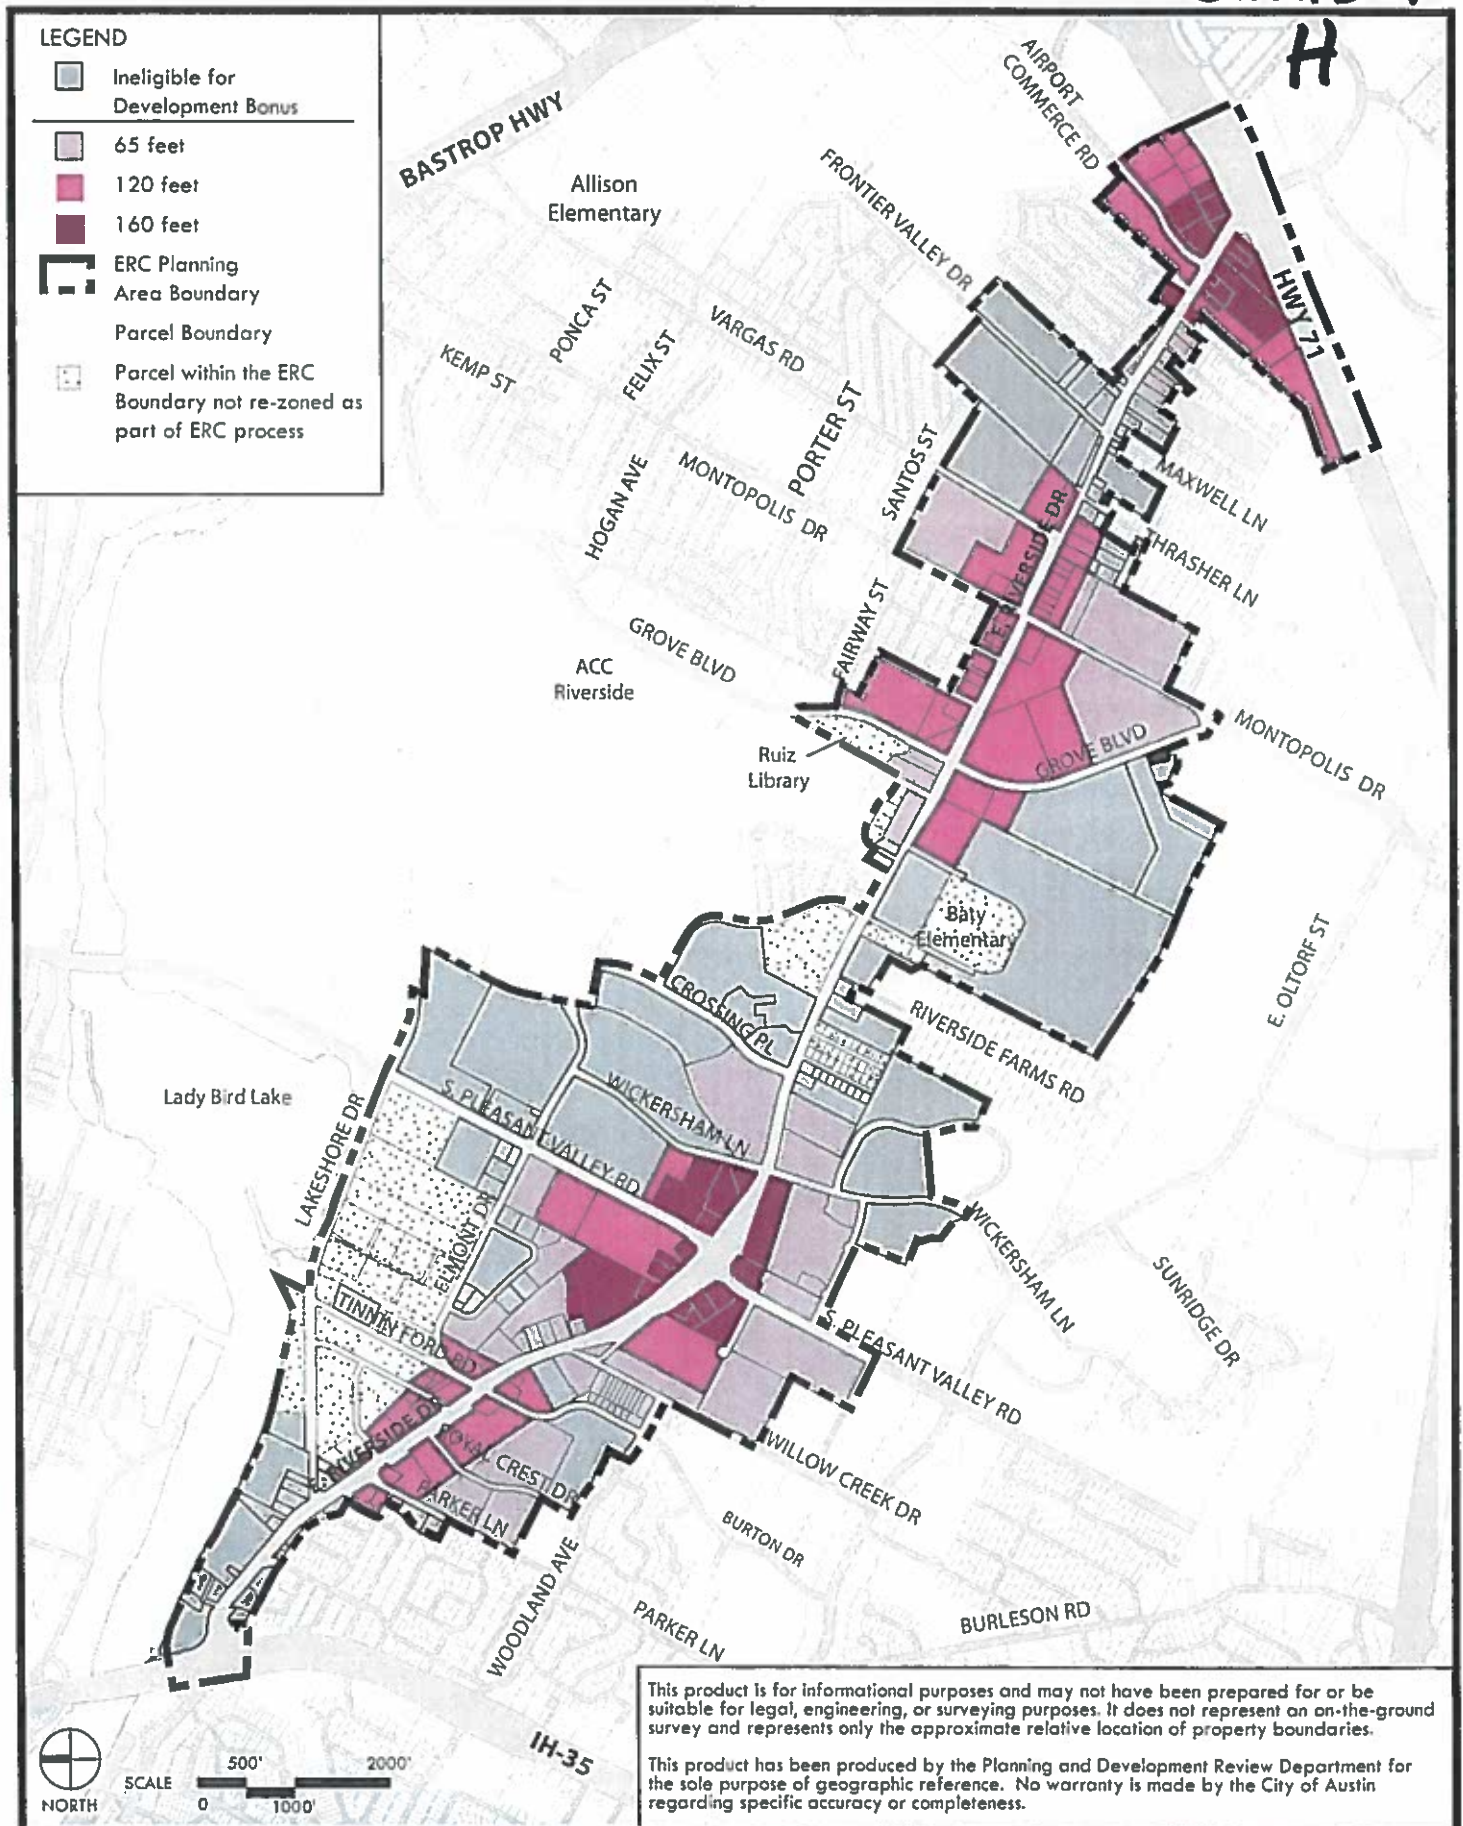 H
LEGEND
Ineligible for
Development Bonus
65 feet
120 feet
160 feet
ERC Planning
Area Boundary
Parcel Boundary
Parcel within the ERC
Boundary not re-zoned as
part of ERC process
BASTROP HWY
AIRPORT
COMMERCE RD
Allison
Elementary
FRONTIER VALLEY DR
HWY 71
PONCA ST
VARGAS RD
KEMP ST
FELIX ST
PORTER ST
SANTOS ST
HOGAN AVE
MONTOPOLIS DR
MAXWELL LN
THRASHER LN
E. RIVERSIDE DR
FAIRWAY ST
GROVE BLVD
ACC
Riverside
Ruiz
Library
GROVE BLVD
MONTOPOLIS DR
Baty
Elementary
E. OLTORF ST
CROSSING PL
RIVERSIDE FARMS RD
Lady Bird Lake
LAKESHORE DR
S. PLEASANT VALLEY RD
WICKERSHAM LN
ELMONT DR
WICKERSHAM LN
SUNRIDGE DR
TINNIN FORD RD
S. PLEASANT VALLEY RD
E. RIVERSIDE DR
ROYAL CREST DR
PARKER LN
WILLOW CREEK DR
BURTON DR
WOODLAND AVE
PARKER LN
BURLESON RD
IH-35
NORTH
SCALE
500'
2000'
0
1000'
This product is for informational purposes and may not have been prepared for or be
suitable for legal, engineering, or surveying purposes. It does not represent an on-the-ground
survey and represents only the approximate relative location of property boundaries.
This product has been produced by the Planning and Development Review Department for
the sole purpose of geographic reference. No warranty is made by the City of Austin
regarding specific accuracy or completeness.